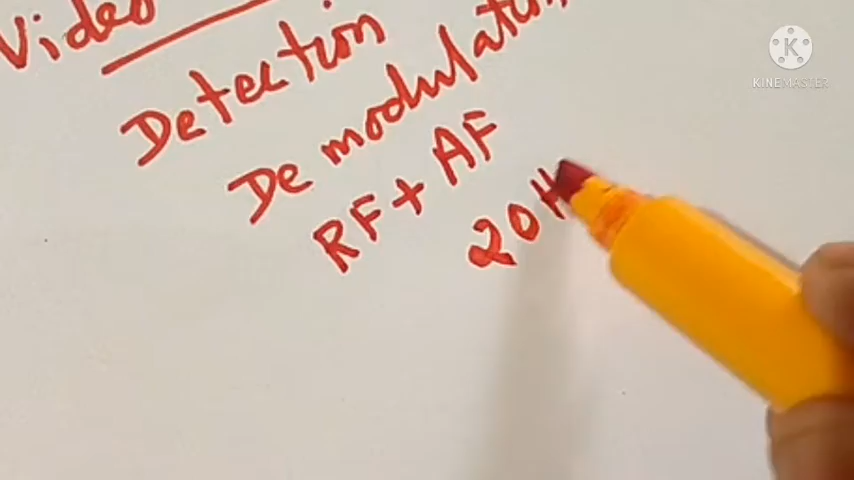 Video
Detection
De modulation
RF + AF
20H
KINEMASTER